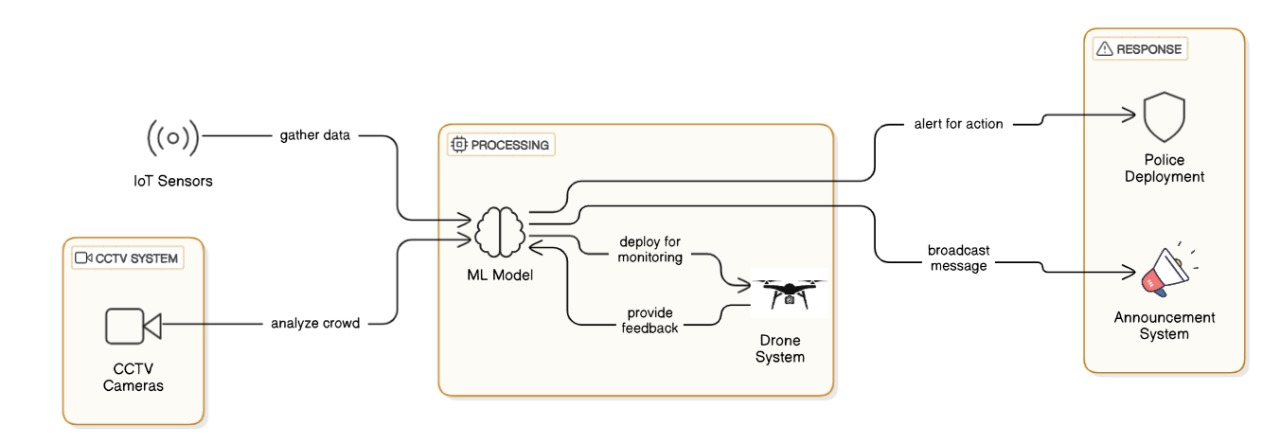 RESPONSE
alert for action
Police
Deployment
gather data
PROCESSING
IoT Sensors
CCTV SYSTEM
ML Model
deploy for
monitoring
broadcast
message
analyze crowd
provide
feedback
Drone
System
Announcement
System
CCTV
Cameras